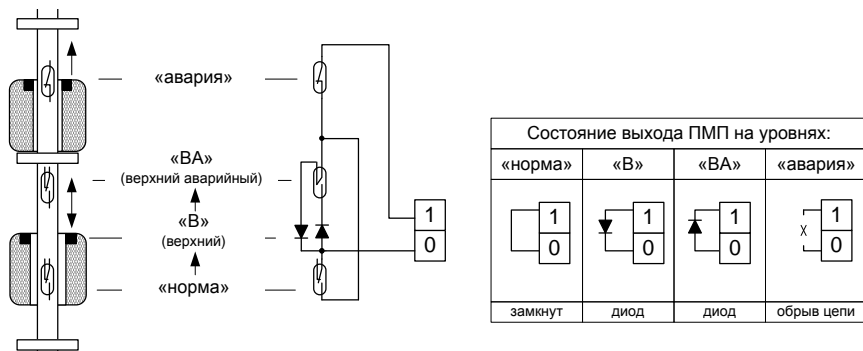 «авария»
«ВА»
(верхний аварийный)
«В»
(верхний)
«норма»
1
0
Состояние выхода ПМП на уровнях:
«норма» «В» «ВА» «авария»
1 1 1 1
0 0 0 0
замкнут диод диод обрыв цепи